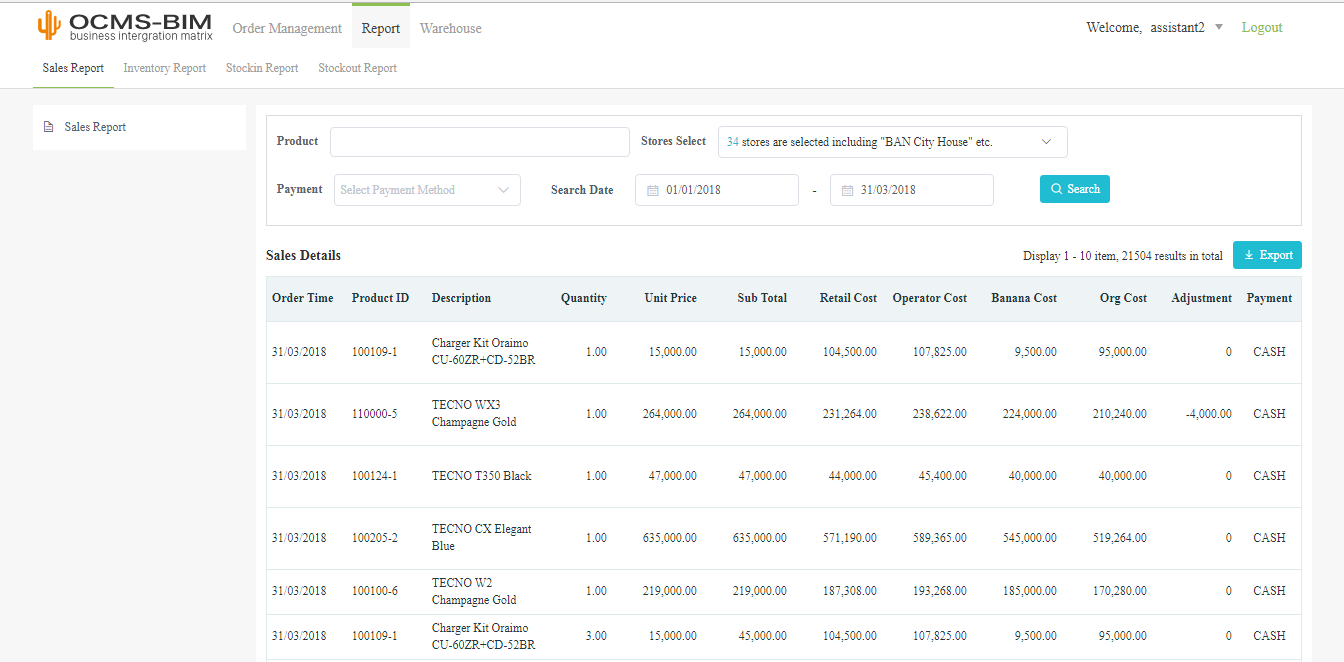 OCMS-BIM
business intergration matrix
Order Management Report Warehouse
Welcome, assistant2 Logout
Sales Report Inventory Report Stockin Report Stockout Report
Sales Report
Product Stores Select 34 stores are selected including "BAN City House" etc.
Payment Select Payment Method Search Date 01/01/2018 - 31/03/2018 Search
Sales Details Display 1 - 10 item, 21504 results in total Export
Order Time Product ID Description Quantity Unit Price Sub Total Retail Cost Operator Cost Banana Cost Org Cost Adjustment Payment
Charger Kit Oraimo
31/03/2018 100109-1 1.00 15,000.00 15,000.00 104,500.00 107,825.00 9,500.00 95,000.00 0 CASH
CU-60ZR+CD-52BR
TECNO WX3
31/03/2018 110000-5 1.00 264,000.00 264,000.00 231,264.00 238,622.00 224,000.00 210,240.00 -4,000.00 CASH
Champagne Gold
31/03/2018 100124-1 TECNO T350 Black 1.00 47,000.00 47,000.00 44,000.00 45,400.00 40,000.00 40,000.00 0 CASH
TECNO CX Elegant
31/03/2018 100205-2 1.00 635,000.00 635,000.00 571,190.00 589,365.00 545,000.00 519,264.00 0 CASH
Blue
TECNO W2
31/03/2018 100100-6 1.00 219,000.00 219,000.00 187,308.00 193,268.00 185,000.00 170,280.00 0 CASH
Champagne Gold
Charger Kit Oraimo
31/03/2018 100109-1 3.00 15,000.00 45,000.00 104,500.00 107,825.00 9,500.00 95,000.00 0 CASH
CU-60ZR+CD-52BR